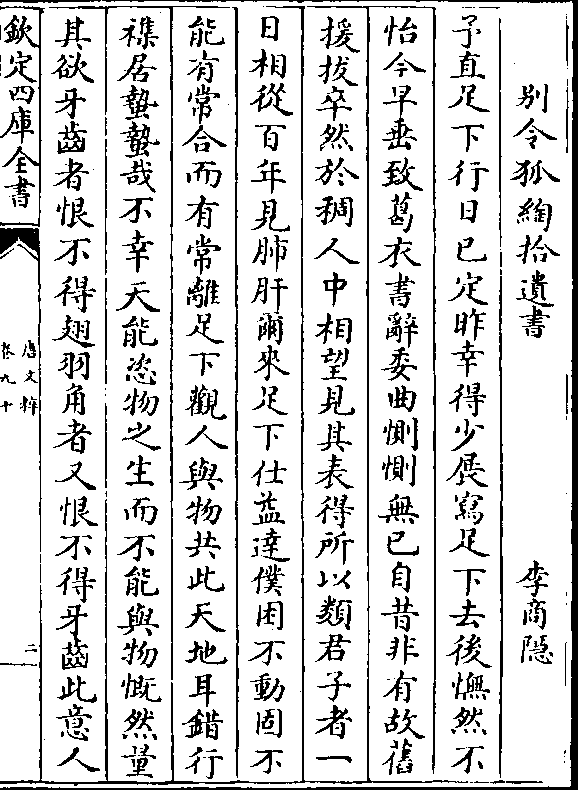 別令狐綯拾遺書 李商隱
子直足下行日已定昨幸得少展寫足下去後憮然不
怡今早垂致葛衣書辭委曲惻惻無已自昔非有故舊
援拔卒然於稠人中相望見其表得所以類君子者一
日相從百年見肺肝爾來足下仕益達僕困不動固不
能有常合而有常離足下觀人與物共此天地耳錯行
襍居蟄蟄哉不幸天能恣物之生而不能與物慨然量
其欲牙齒者恨不得翅羽角者又恨不得牙齒此意人
欽定四庫全書
唐文粹
卷九十
二